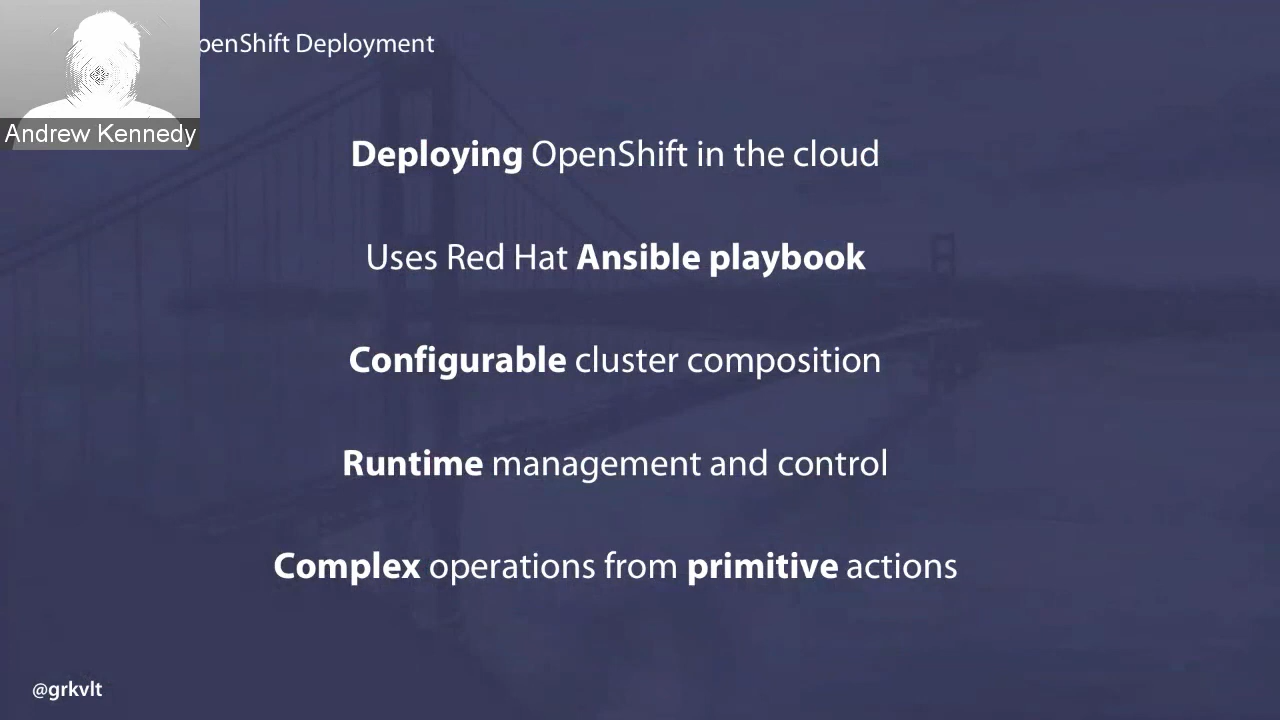 Deployment
Andrew Kennedy
Deploying OpenShift in the cloud
Uses Red Hat Ansible playbook
Configurable cluster composition
Runtime management and control
Complex operations from primitive actions
@grkvlt